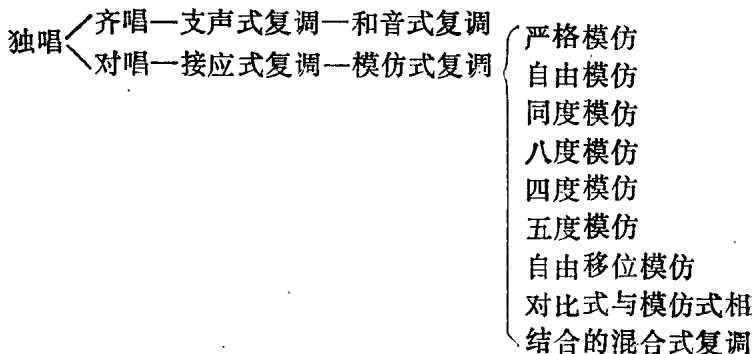 独唱
齐唱—支声式复调—和音式复调
对唱—接应式复调—模仿式复调
严格模仿
自由模仿
同度模仿
八度模仿
四度模仿
五度模仿
自由移位模仿
对比式与模仿式相
结合的混合式复调